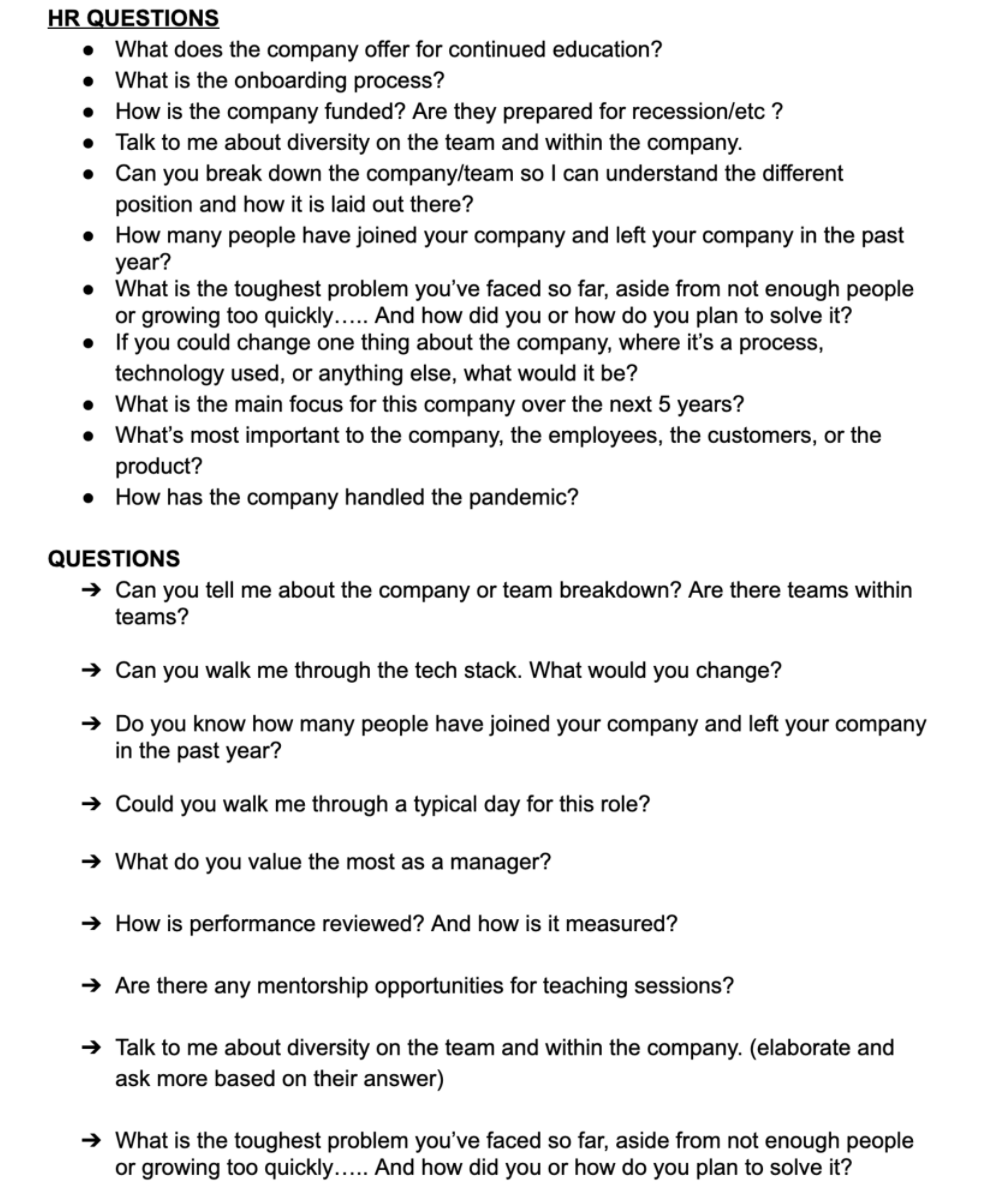 HR QUESTIONS
● What does the company offer for continued education?
● What is the onboarding process?
● How is the company funded? Are they prepared for recession/etc ?
● Talk to me about diversity on the team and within the company.
● Can you break down the company/team so I can understand the different
position and how it is laid out there?
● How many people have joined your company and left your company in the past
year?
● What is the toughest problem you’ve faced so far, aside from not enough people
or growing too quickly….. And how did you or how do you plan to solve it?
● If you could change one thing about the company, where it’s a process,
technology used, or anything else, what would it be?
● What is the main focus for this company over the next 5 years?
● What’s most important to the company, the employees, the customers, or the
product?
● How has the company handled the pandemic?
QUESTIONS
➔ Can you tell me about the company or team breakdown? Are there teams within
teams?
➔ Can you walk me through the tech stack. What would you change?
➔ Do you know how many people have joined your company and left your company
in the past year?
➔ Could you walk me through a typical day for this role?
➔ What do you value the most as a manager?
➔ How is performance reviewed? And how is it measured?
➔ Are there any mentorship opportunities for teaching sessions?
➔ Talk to me about diversity on the team and within the company. (elaborate and
ask more based on their answer)
➔ What is the toughest problem you’ve faced so far, aside from not enough people
or growing too quickly….. And how did you or how do you plan to solve it?